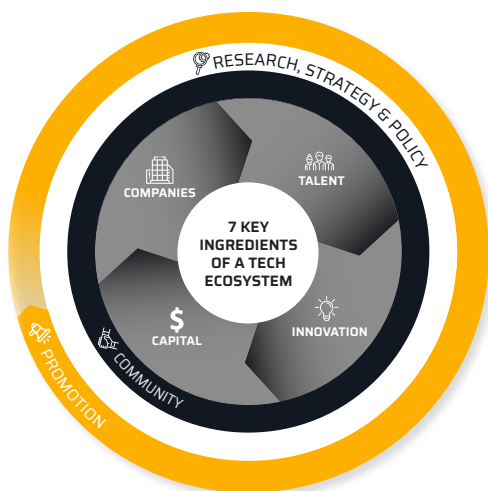 RESEARCH, STRATEGY & POLICY
COMPANIES
TALENT
7 KEY
INGREDIENTS
OF A TECH
ECOSYSTEM
$
CAPITAL
INNOVATION
COMMUNITY
PROMOTION